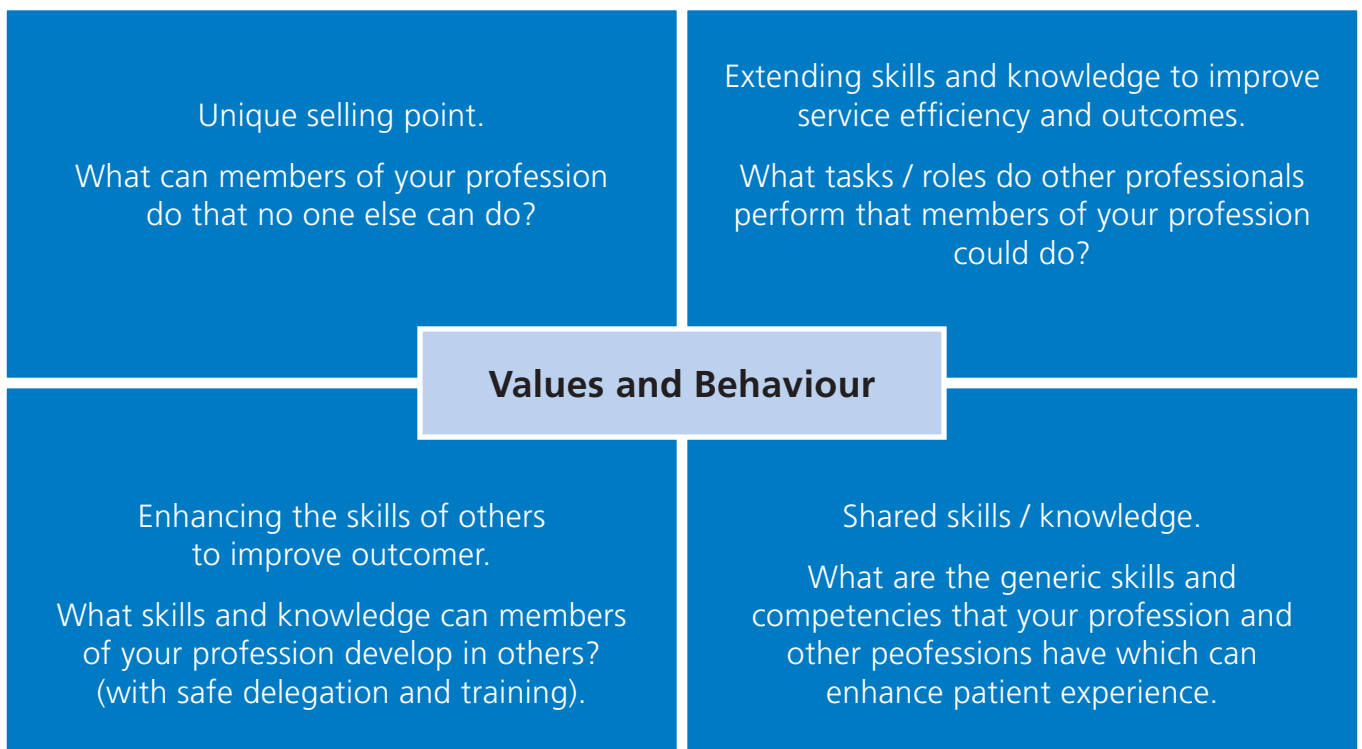 Unique selling point.
What can members of your profession
do that no one else can do?
Extending skills and knowledge to improve
service efficiency and outcomes.
What tasks / roles do other professionals
perform that members of your profession
could do?
Values and Behaviour
Enhancing the skills of others
to improve outcomer.
What skills and knowledge can members
of your profession develop in others?
(with safe delegation and training).
Shared skills / knowledge.
What are the generic skills and
competencies that your profession and
other peofessions have which can
enhance patient experience.